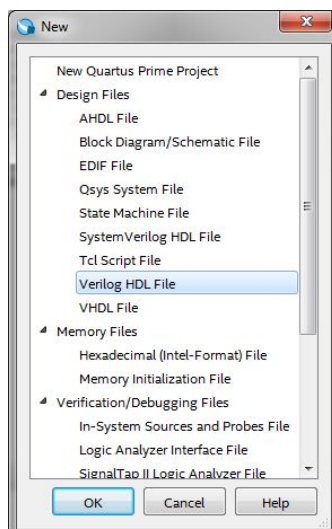 New
New Quartus Prime Project
Design Files
AHDL File
Block Diagram/Schematic File
EDIF File
Qsys System File
State Machine File
SystemVerilog HDL File
Tcl Script File
Verilog HDL File
VHDL File
Memory Files
Hexadecimal (Intel-Format) File
Memory Initialization File
Verification/Debugging Files
In-System Sources and Probes File
Logic Analyzer Interface File
SignalTap II Logic Analyzer File
OK Cancel Help